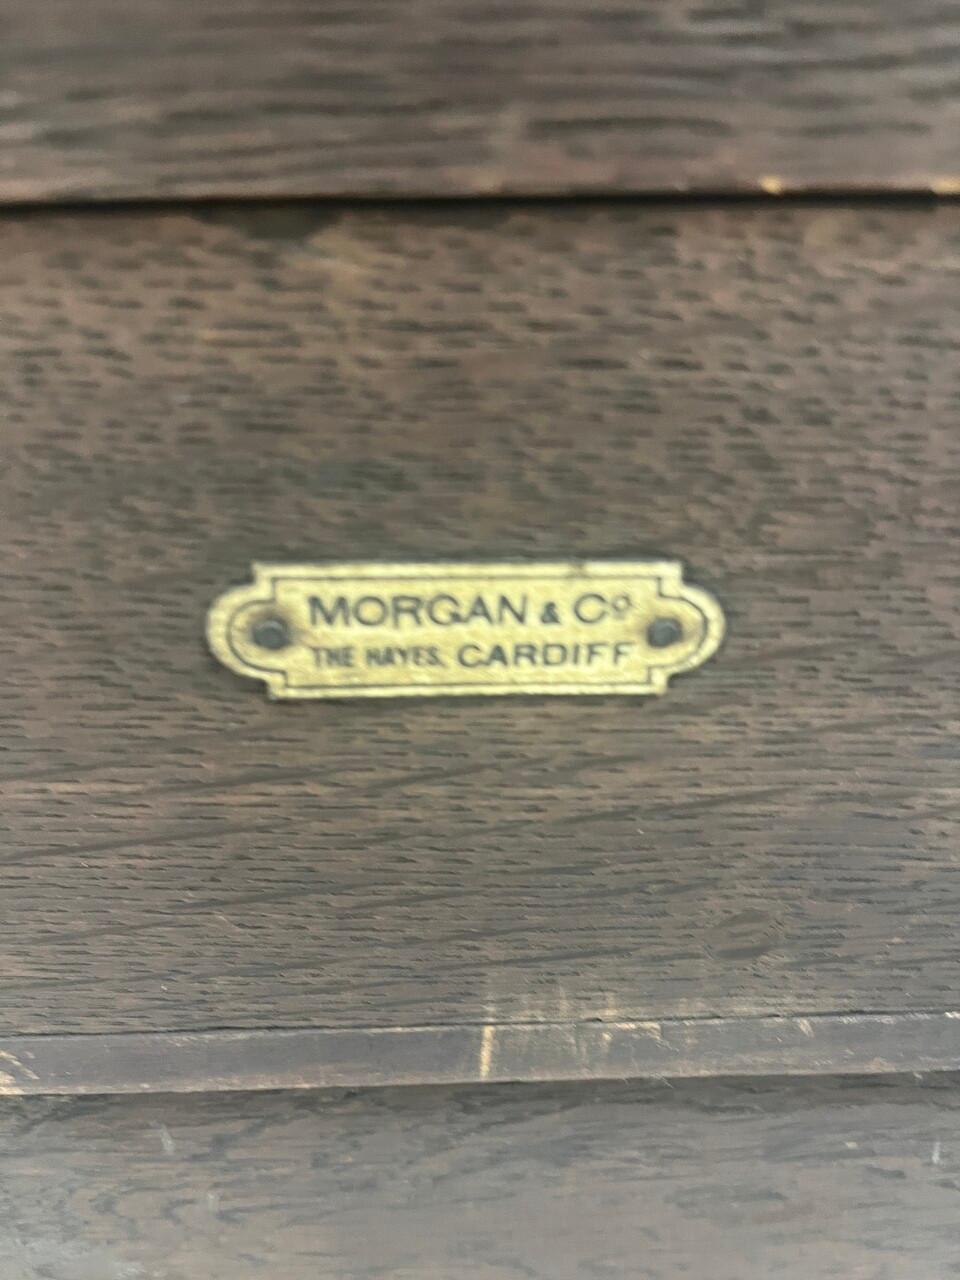 MORGAN & Co.
THE HAYES, CARDIFF